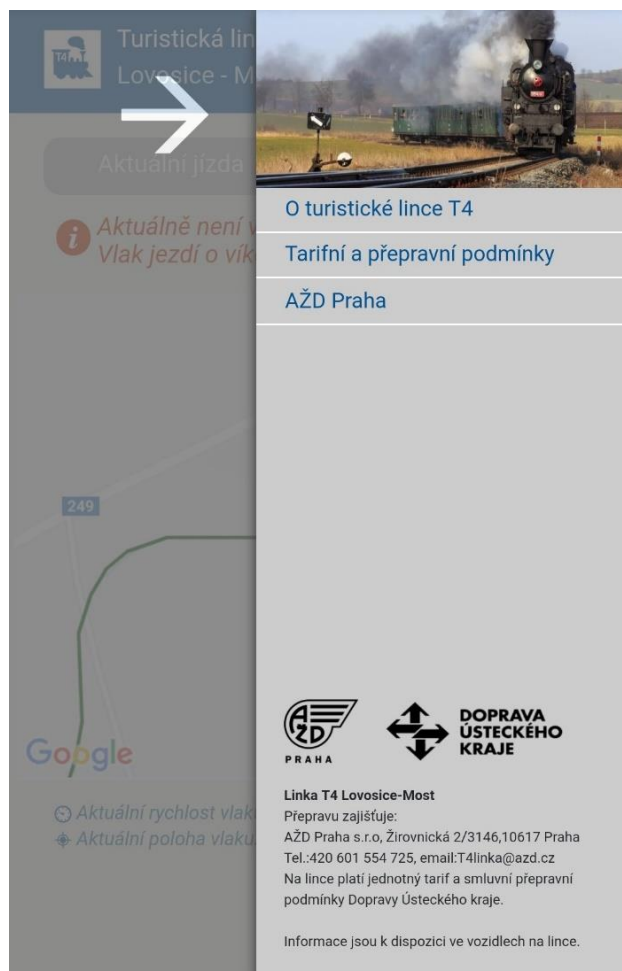 T4
Turistická lin
Lovosice - M
Aktuální jízda
Aktuálně není v
Vlak jezdí o vík
249
Google
Aktuální rychlost vlaku
Aktuální poloha vlaku
O turistické lince T4
Tarifní a přepravní podmínky
AŽD Praha
AŽD
PRAHA
DOPRAVA
ÚSTECKÉHO
KRAJE
Linka T4 Lovosice-Most
Přepravu zajišťuje:
AŽD Praha s.r.o, Žirovnická 2/3146,10617 Praha
Tel.:420 601 554 725, email:T4linka@azd.cz
Na lince platí jednotný tarif a smluvní přepravní
podmínky Dopravy Ústeckého kraje.
Informace jsou k dispozici ve vozidlech na lince.